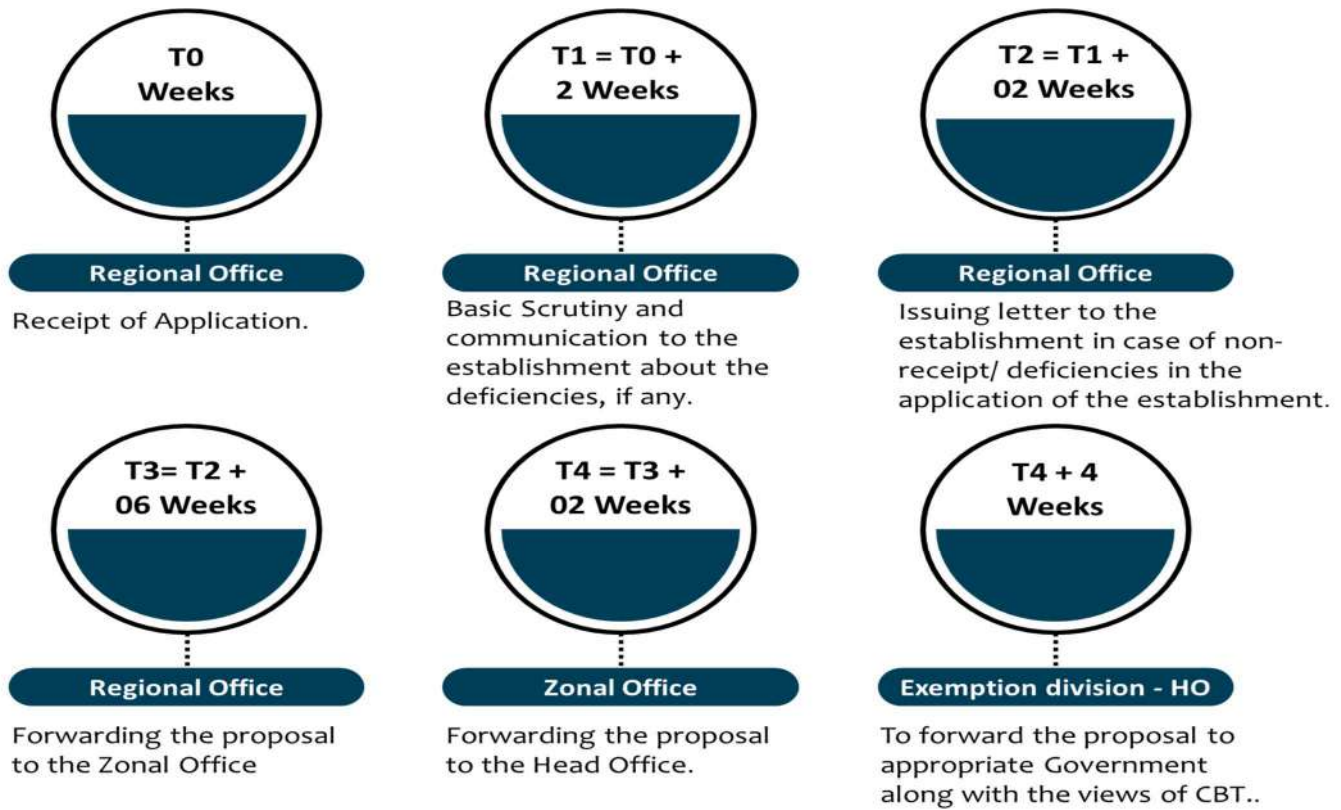 T0
Weeks
Regional Office
Receipt of Application.
T1 = T0 +
2 Weeks
Regional Office
Basic Scrutiny and
communication to the
establishment about the
deficiencies, if any.
T2 = T1 +
02 Weeks
Regional Office
Issuing letter to the
establishment in case of non-
receipt/ deficiencies in the
application of the establishment.
T3= T2 +
06 Weeks
Regional Office
Forwarding the proposal
to the Zonal Office
T4 = T3 +
02 Weeks
Zonal Office
Forwarding the proposal
to the Head Office.
T4 + 4
Weeks
Exemption division - HO
To forward the proposal to
appropriate Government
along with the views of CBT..